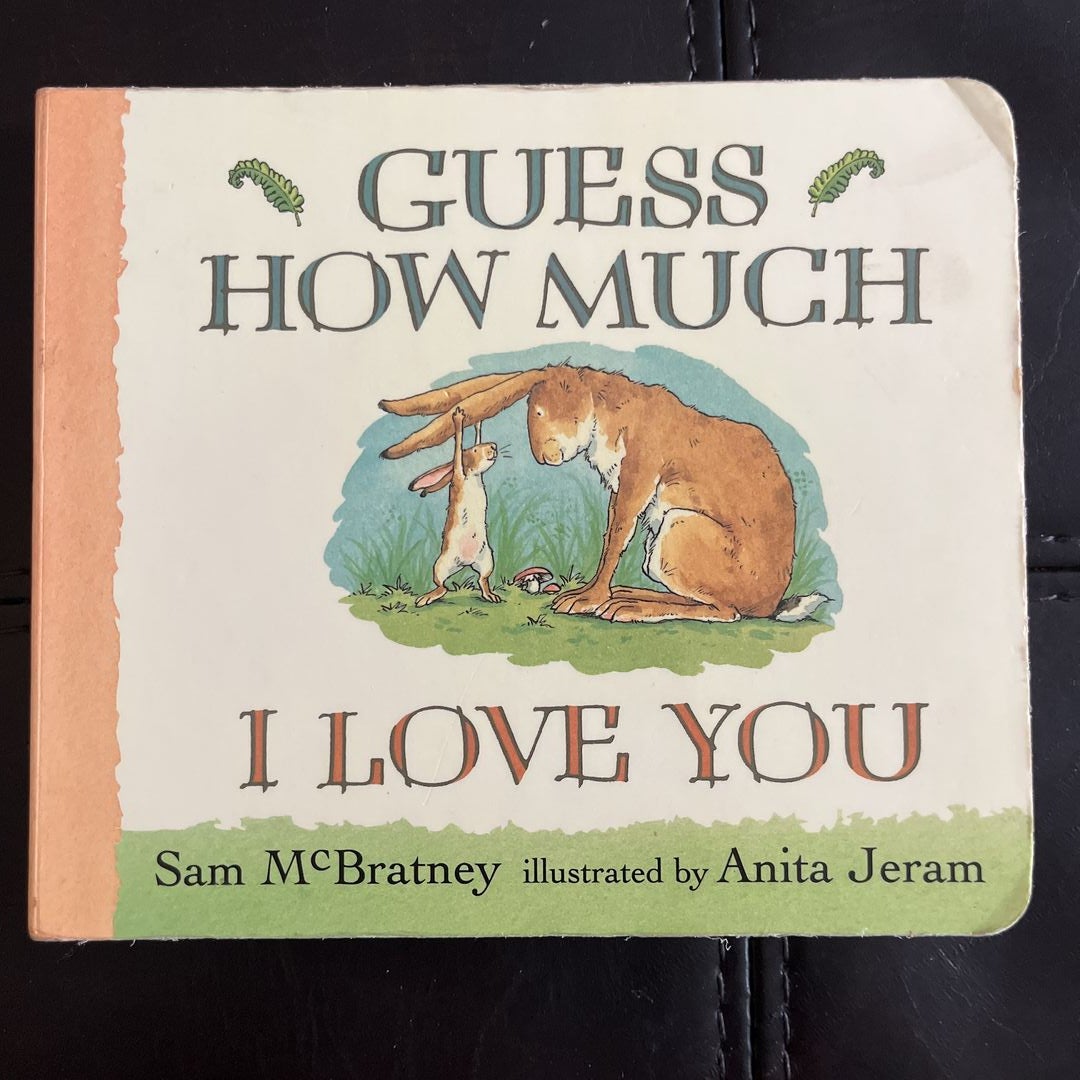 GUESS
HOW MUCH
I LOVE YOU
Sam McBratney illustrated by Anita Jeram